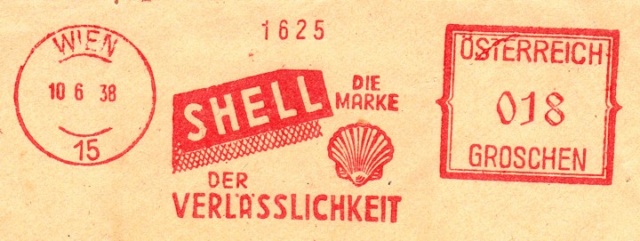 WIEN
10 6 38
15
1625
SHELL
DIE
MARKE
DER
VERLÄSSLICHKEIT
ÖSTERREICH
018
GROSCHEN